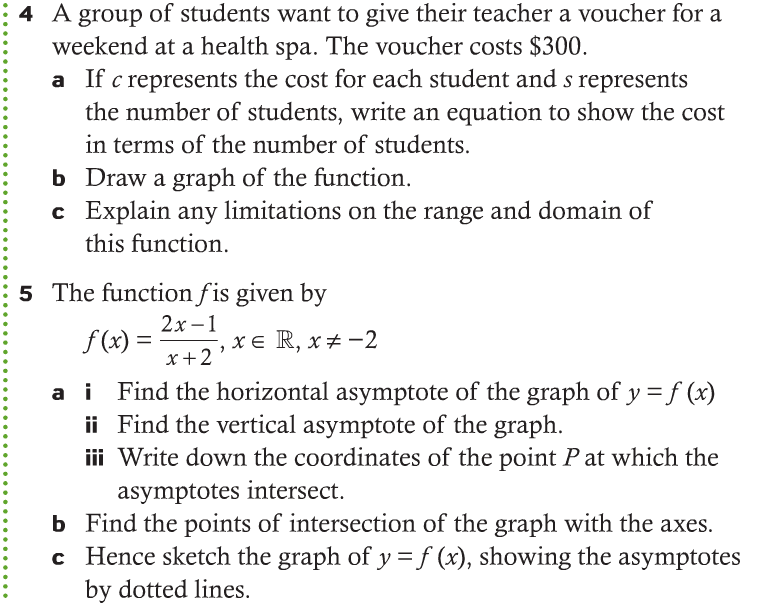 4 A group of students want to give their teacher a voucher for a
weekend at a health spa. The voucher costs $300.
a If c represents the cost for each student and s represents
the number of students, write an equation to show the cost
in terms of the number of students.
b Draw a graph of the function.
c Explain any limitations on the range and domain of
this function.
5 The function f is given by
f (x) = (2x − 1)/(x + 2), x ∈ ℝ, x ≠ −2
a i Find the horizontal asymptote of the graph of y = f (x)
ii Find the vertical asymptote of the graph.
iii Write down the coordinates of the point P at which the
asymptotes intersect.
b Find the points of intersection of the graph with the axes.
c Hence sketch the graph of y = f (x), showing the asymptotes
by dotted lines.